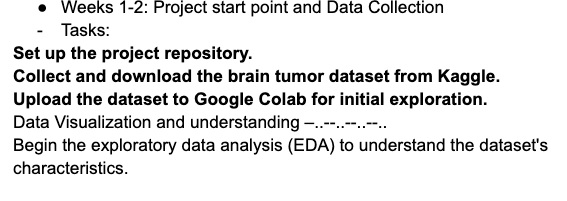 ● Weeks 1-2: Project start point and Data Collection
- Tasks:
Set up the project repository.
Collect and download the brain tumor dataset from Kaggle.
Upload the dataset to Google Colab for initial exploration.
Data Visualization and understanding –..--..--..--..
Begin the exploratory data analysis (EDA) to understand the dataset's
characteristics.